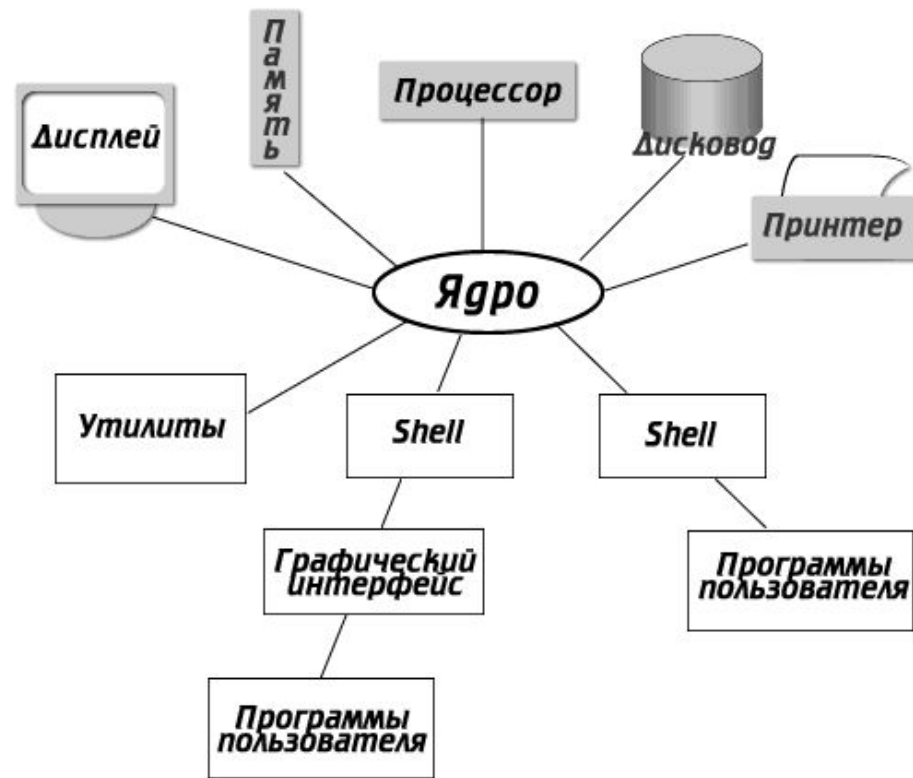 Память
Процессор
Дисплей
Дисковод
Принтер
Ядро
Утилиты
Shell
Shell
Графический
интерфейс
Программы
пользователя
Программы
пользователя